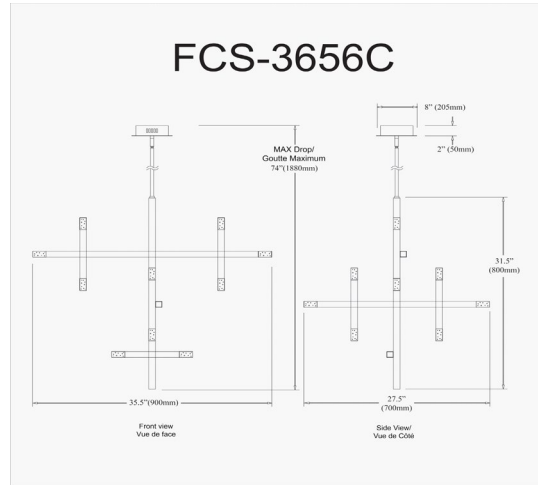 FCS-3656C
8" (205mm)
MAX Drop/
Goutte Maximum
74"(1880mm)
2" (50mm)
31.5"
(800mm)
35.5"(900mm)
27.5"
(700mm)
Front view
Vue de face
Side View/
Vue de Côté